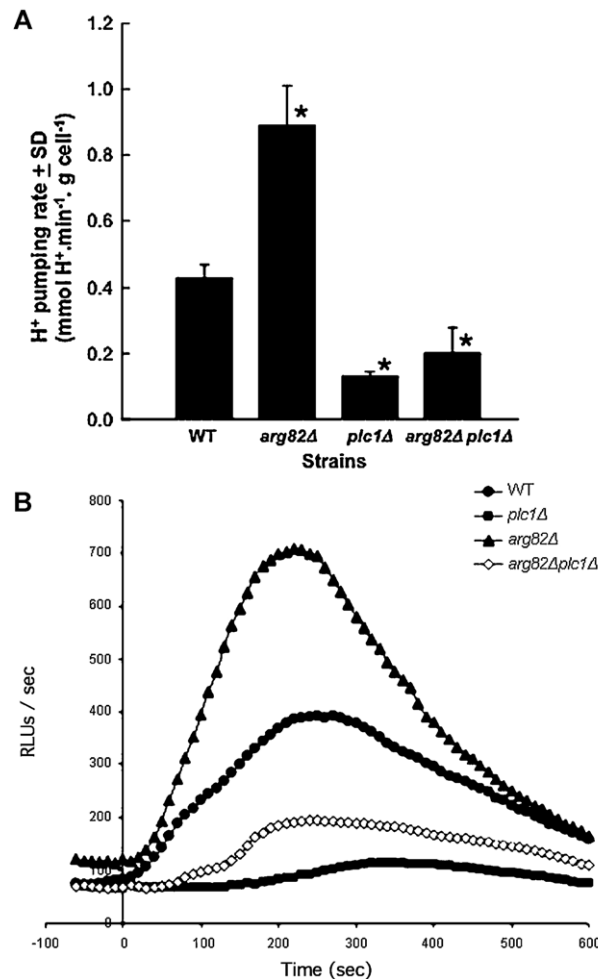 A
H⁺ pumping rate ± SD
(mmol H⁺.min⁻¹. g cell⁻¹)
1.2
1.0
0.8
0.6
0.4
0.2
0.0
*
*
*
WT
arg82Δ
plc1Δ
arg82Δ plc1Δ
Strains
B
WT
plc1Δ
arg82Δ
arg82Δplc1Δ
RLUs / sec
800
700
600
500
400
300
200
100
0
-100
0
100
200
300
400
500
600
Time (sec)